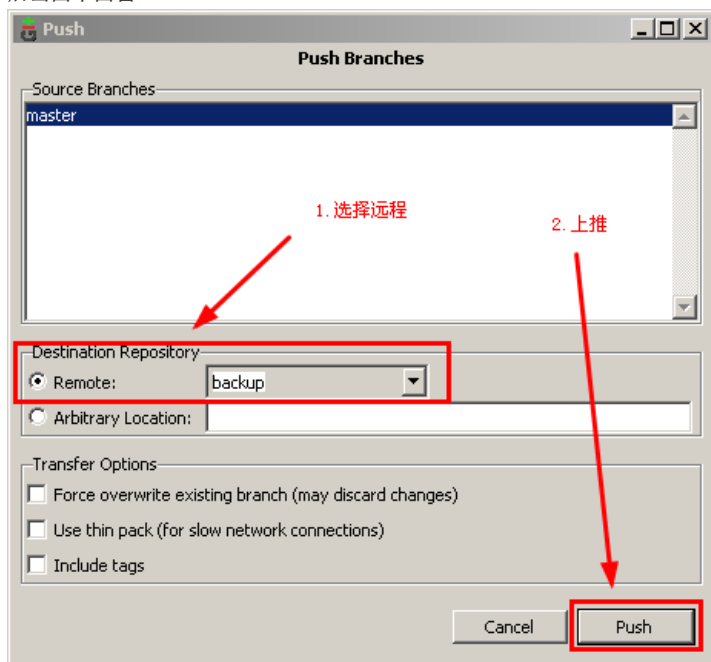 Push
Push Branches
Source Branches
master
1. 选择远程
2. 上推
Destination Repository
Remote: backup
Arbitrary Location:
Transfer Options
Force overwrite existing branch (may discard changes)
Use thin pack (for slow network connections)
Include tags
Cancel Push